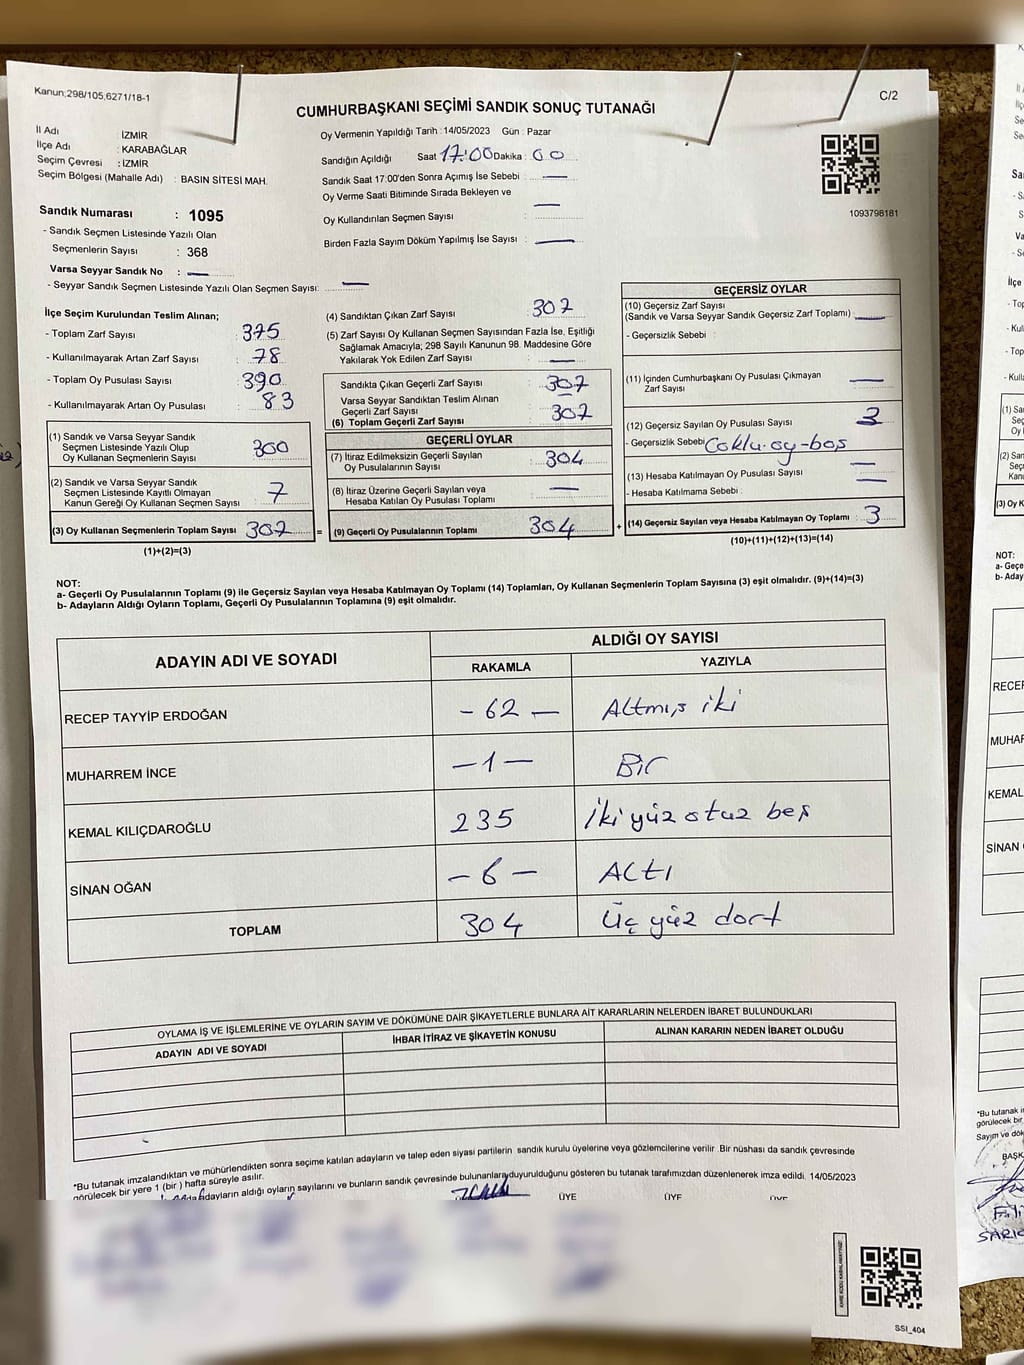 Kanun;298/105,6271/18-1
C/2
CUMHURBAŞKANI SEÇİMİ SANDIK SONUÇ TUTANAĞI
İl Adı : İZMİR
İlçe Adı : KARABAĞLAR
Seçim Çevresi : İZMİR
Seçim Bölgesi (Mahalle Adı) : BASIN SİTESİ MAH.
Sandık Numarası : 1095
- Sandık Seçmen Listesinde Yazılı Olan
Seçmenlerin Sayısı : 368
Varsa Seyyar Sandık No : —
- Seyyar Sandık Seçmen Listesinde Yazılı Olan Seçmen Sayısı: —
Oy Vermenin Yapıldığı Tarih : 14/05/2023 Gün : Pazar
Sandığın Açıldığı Saat 17:00 Dakika : 00
Sandık Saat 17:00'den Sonra Açımış İse Sebebi : —
Oy Verme Saati Bitiminde Sırada Bekleyen ve —
Oy Kullandırılan Seçmen Sayısı :
Birden Fazla Sayım Döküm Yapılmış İse Sayısı : —
1093798181
İlçe Seçim Kurulundan Teslim Alınan;
- Toplam Zarf Sayısı : 375
- Kullanılmayarak Artan Zarf Sayısı : 78
- Toplam Oy Pusulası Sayısı : 390
- Kullanılmayarak Artan Oy Pusulası : 83
(1) Sandık ve Varsa Seyyar Sandık
Seçmen Listesinde Yazılı Olup
Oy Kullanan Seçmenlerin Sayısı 300
(2) Sandık ve Varsa Seyyar Sandık
Seçmen Listesinde Kayıtlı Olmayan
Kanun Gereği Oy Kullanan Seçmen Sayısı 7
(3) Oy Kullanan Seçmenlerin Toplam Sayısı 307 =
(1)+(2)=(3)
(4) Sandıktan Çıkan Zarf Sayısı : 307
(5) Zarf Sayısı Oy Kullanan Seçmen Sayısından Fazla İse, Eşitliği
Sağlamak Amacıyla; 298 Sayılı Kanunun 98. Maddesine Göre
Yakılarak Yok Edilen Zarf Sayısı : —
Sandıkta Çıkan Geçerli Zarf Sayısı : 307
Varsa Seyyar Sandıktan Teslim Alınan
Geçerli Zarf Sayısı : —
(6) Toplam Geçerli Zarf Sayısı : 307
GEÇERLİ OYLAR
(7) İtiraz Edilmeksizin Geçerli Sayılan
Oy Pusulalarının Sayısı : 304
(8) İtiraz Üzerine Geçerli Sayılan veya
Hesaba Katılan Oy Pusulası Toplamı : —
(9) Geçerli Oy Pusulalarının Toplamı 304 +
GEÇERSİZ OYLAR
(10) Geçersiz Zarf Sayısı
(Sandık ve Varsa Seyyar Sandık Geçersiz Zarf Toplamı) : —
- Geçersizlik Sebebi :
(11) İçinden Cumhurbaşkanı Oy Pusulası Çıkmayan
Zarf Sayısı : —
(12) Geçersiz Sayılan Oy Pusulası Sayısı : 3
- Geçersizlik Sebebi Çoklu oy-boş
(13) Hesaba Katılmayan Oy Pusulası Sayısı : —
- Hesaba Katılmama Sebebi : —
(14) Geçersiz Sayılan veya Hesaba Katılmayan Oy Toplamı : 3
(10)+(11)+(12)+(13)=(14)
NOT:
a- Geçerli Oy Pusulalarının Toplamı (9) ile Geçersiz Sayılan veya Hesaba Katılmayan Oy Toplamı (14) Toplamları, Oy Kullanan Seçmenlerin Toplam Sayısına (3) eşit olmalıdır. (9)+(14)=(3)
b- Adayların Aldığı Oyların Toplamı, Geçerli Oy Pusulalarının Toplamına (9) eşit olmalıdır.
ADAYIN ADI VE SOYADI
ALDIĞI OY SAYISI
RAKAMLA YAZIYLA
RECEP TAYYİP ERDOĞAN - 62 — Altmış iki
MUHARREM İNCE — 1 — Bir
KEMAL KILIÇDAROĞLU 235 İki yüz otuz beş
SİNAN OĞAN - 6 — ALtı
TOPLAM 304 Üç yüz dort
OYLAMA İŞ VE İŞLEMLERİNE VE OYLARIN SAYIM VE DÖKÜMÜNE DAİR ŞİKAYETLERLE BUNLARA AİT KARARLARIN NELERDEN İBARET BULUNDUKLARI
ADAYIN ADI VE SOYADI İHBAR İTİRAZ VE ŞİKAYETİN KONUSU ALINAN KARARIN NEDEN İBARET OLDUĞU
*Bu tutanak imzalandıktan ve mühürlendikten sonra seçime katılan adayların ve talep eden siyasi partilerin sandık kurulu üyelerine veya gözlemcilerine verilir. Bir nüshası da sandık çevresinde
görülecek bir yere 1 (bir) hafta süreyle asılır.
adayların aldığı oyların sayılarını ve bunların sandık çevresinde bulunanlara duyurulduğunu gösteren bu tutanak tarafımızdan düzenlenerek imza edildi. 14/05/2023
ÜYE ÜYE ÜYE
SSI_404